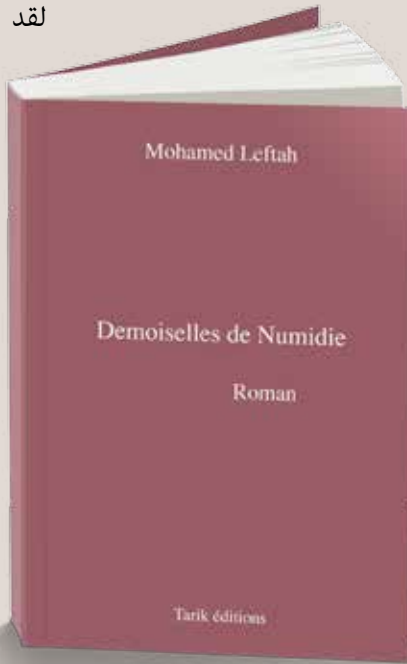 لقد
Mohamed Leftah
Demoiselles de Numidie
Roman
Tarik éditions